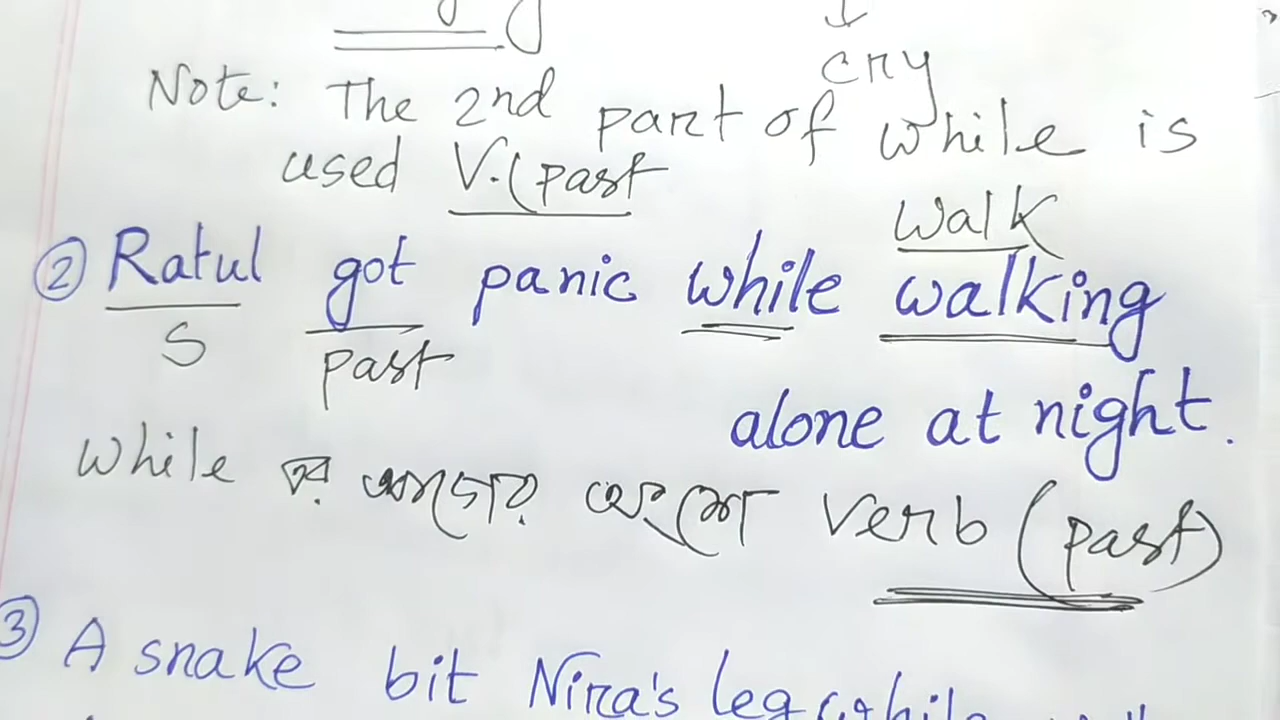 cry
Note: The 2nd part of while is
used V.(past
walk
② Ratul got panic while walking
S past
alone at night.
while র verb (past)
③ A snake bit Nira's leg while